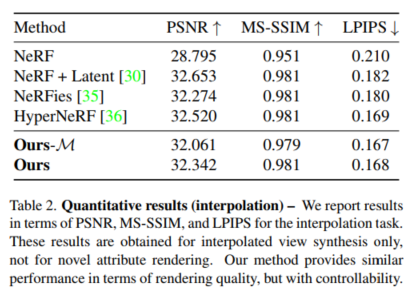 Method PSNR ↑ MS-SSIM ↑ LPIPS ↓
NeRF 28.795 0.951 0.210
NeRF + Latent [30] 32.653 0.981 0.182
NeRFies [35] 32.274 0.981 0.180
HyperNeRF [36] 32.520 0.981 0.169
Ours-ℳ 32.061 0.979 0.167
Ours 32.342 0.981 0.168
Table 2. Quantitative results (interpolation) – We report results
in terms of PSNR, MS-SSIM, and LPIPS for the interpolation task.
These results are obtained for interpolated view synthesis only,
not for novel attribute rendering. Our method provides similar
performance in terms of rendering quality, but with controllability.